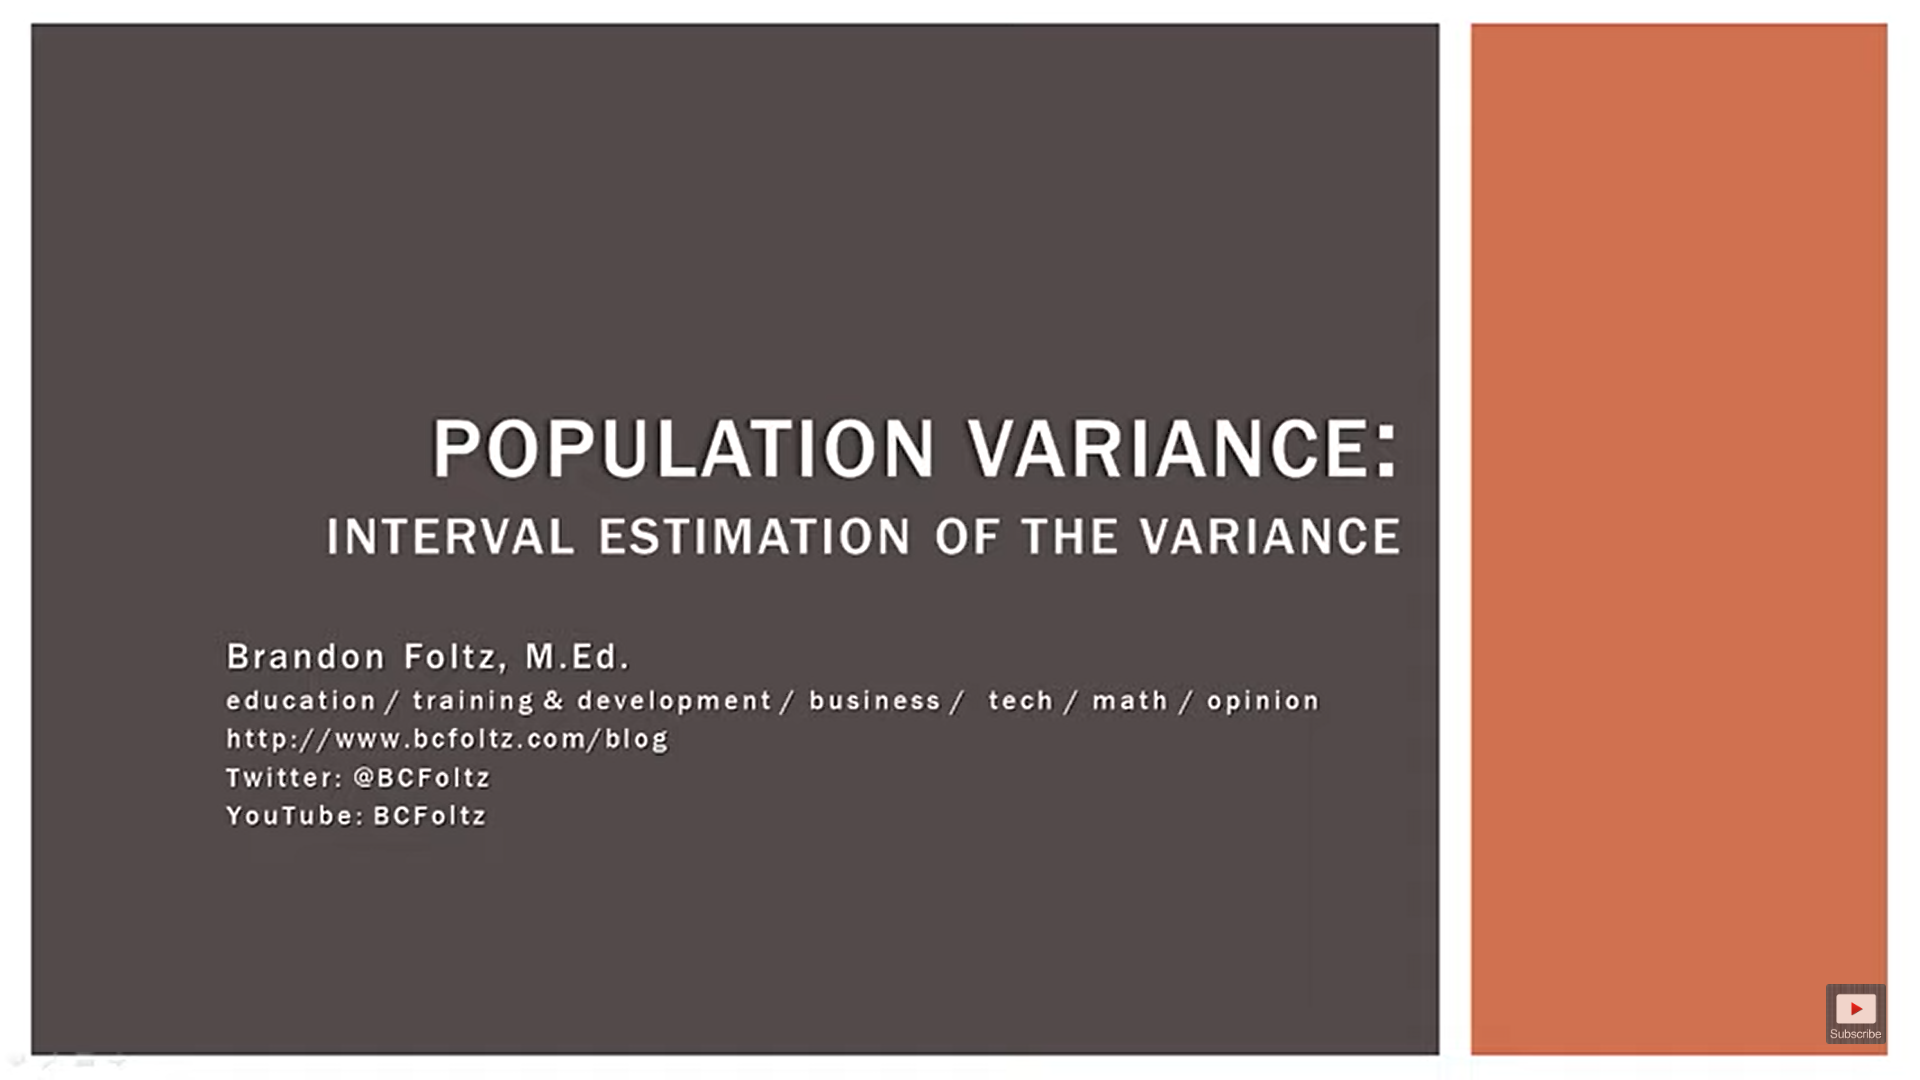 POPULATION VARIANCE:
INTERVAL ESTIMATION OF THE VARIANCE
Brandon Foltz, M.Ed.
education / training & development / business / tech / math / opinion
http://www.bcfoltz.com/blog
Twitter: @BCFoltz
YouTube: BCFoltz
Subscribe